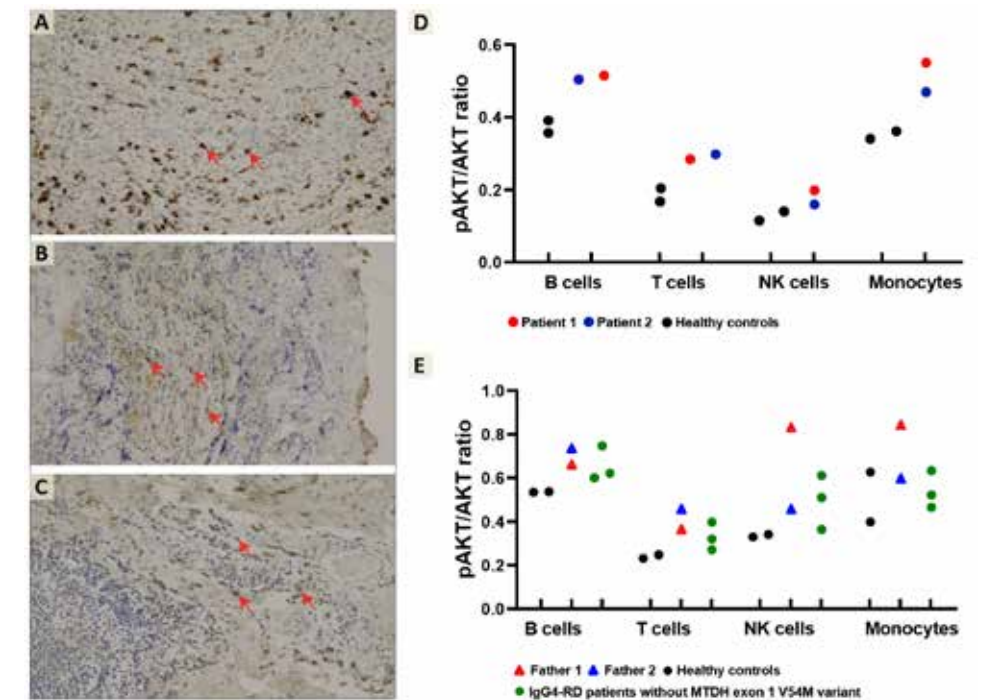 A
B
C
D
0.6
0.4
0.2
0.0
pAKT/AKT ratio
B cells T cells NK cells Monocytes
Patient 1 Patient 2 Healthy controls
E
1.0
0.8
0.6
0.4
0.2
0.0
pAKT/AKT ratio
B cells T cells NK cells Monocytes
Father 1 Father 2 Healthy controls
IgG4-RD patients without MTDH exon 1 V54M variant